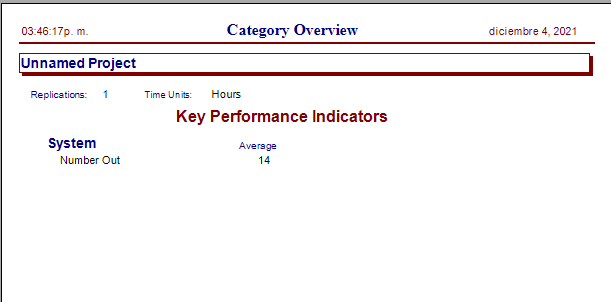 03:46:17p. m. Category Overview diciembre 4, 2021
Unnamed Project
Replications: 1 Time Units: Hours
Key Performance Indicators
System Average
Number Out 14